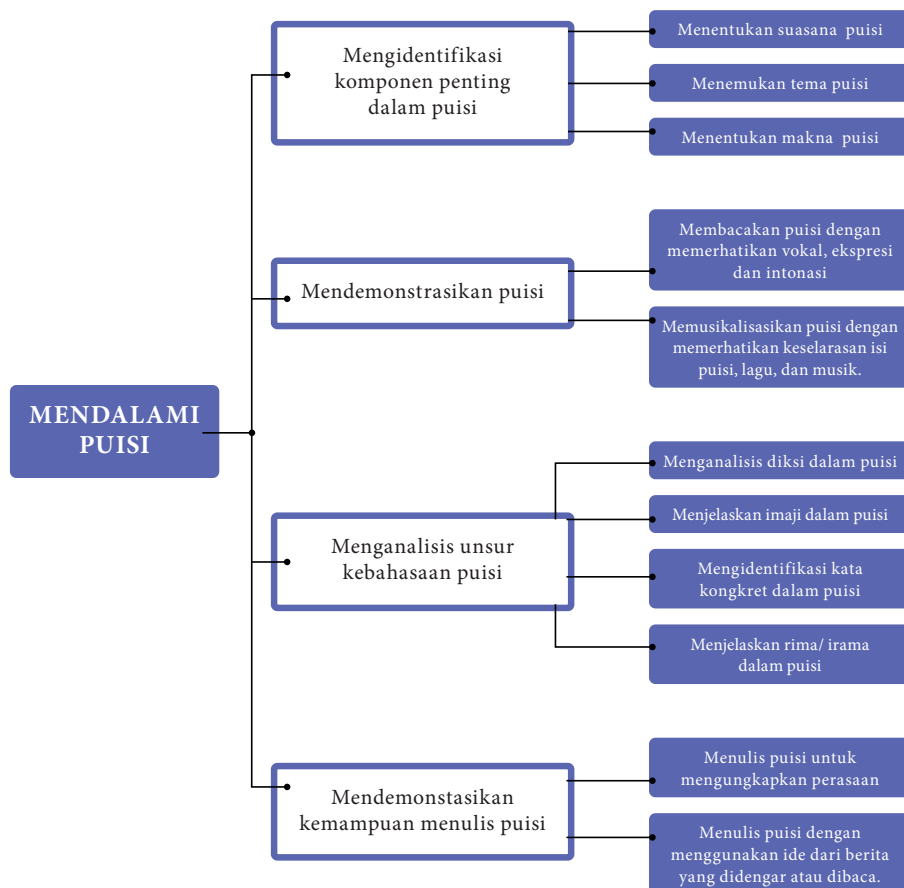 MENDALAMI
PUISI
Mengidentifikasi
komponen penting
dalam puisi
Menentukan suasana puisi
Menemukan tema puisi
Menentukan makna puisi
Mendemonstrasikan puisi
Membacakan puisi dengan
memerhatikan vokal, ekspresi
dan intonasi
Memusikalisasikan puisi dengan
memerhatikan keselarasan isi
puisi, lagu, dan musik.
Menganalisis unsur
kebahasaan puisi
Menganalisis diksi dalam puisi
Menjelaskan imaji dalam puisi
Mengidentifikasi kata
kongkret dalam puisi
Menjelaskan rima/ irama
dalam puisi
Mendemonstasikan
kemampuan menulis puisi
Menulis puisi untuk
mengungkapkan perasaan
Menulis puisi dengan
menggunakan ide dari berita
yang didengar atau dibaca.